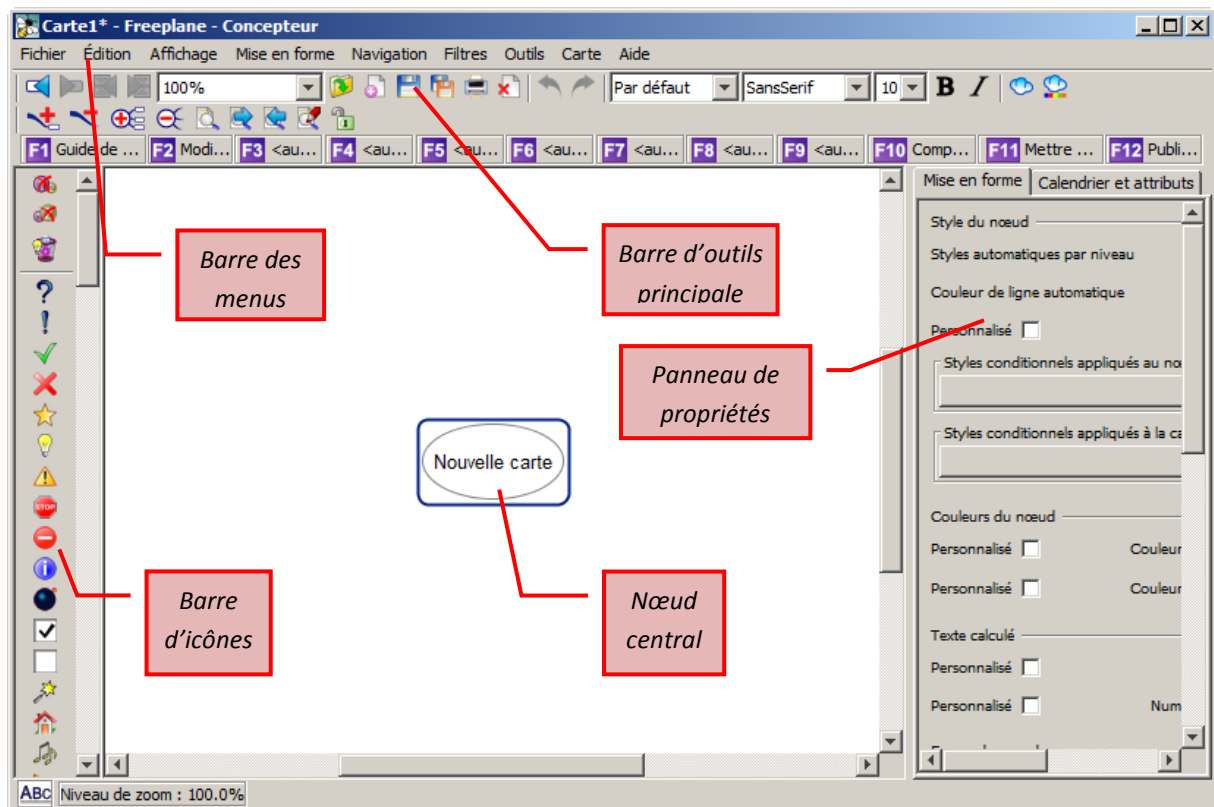 Carte1* - Freeplane - Concepteur
Fichier Édition Affichage Mise en forme Navigation Filtres Outils Carte Aide
100% Par défaut SansSerif 10 B I
F1 Guide de ... F2 Modi... F3 <au... F4 <au... F5 <au... F6 <au... F7 <au... F8 <au... F9 <au... F10 Comp... F11 Mettre ... F12 Publi...
Mise en forme Calendrier et attributs
Style du nœud
Styles automatiques par niveau
Couleur de ligne automatique
Personnalisé
Styles conditionnels appliqués au no
Styles conditionnels appliqués à la ca
Couleurs du nœud
Personnalisé Couleur
Personnalisé Couleur
Texte calculé
Personnalisé
Personnalisé Num
Barre des
menus
Barre d'outils
principale
Panneau de
propriétés
Nouvelle carte
Barre
d'icônes
Nœud
central
STOP
ABC Niveau de zoom : 100.0%